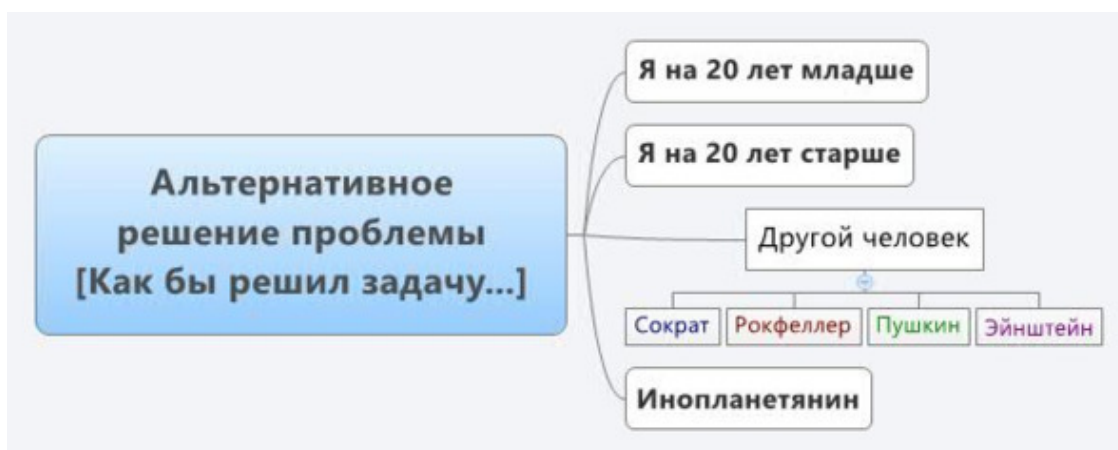 Альтернативное
решение проблемы
[Как бы решил задачу...]
Я на 20 лет младше
Я на 20 лет старше
Другой человек
Сократ
Рокфеллер
Пушкин
Эйнштейн
Инопланетянин